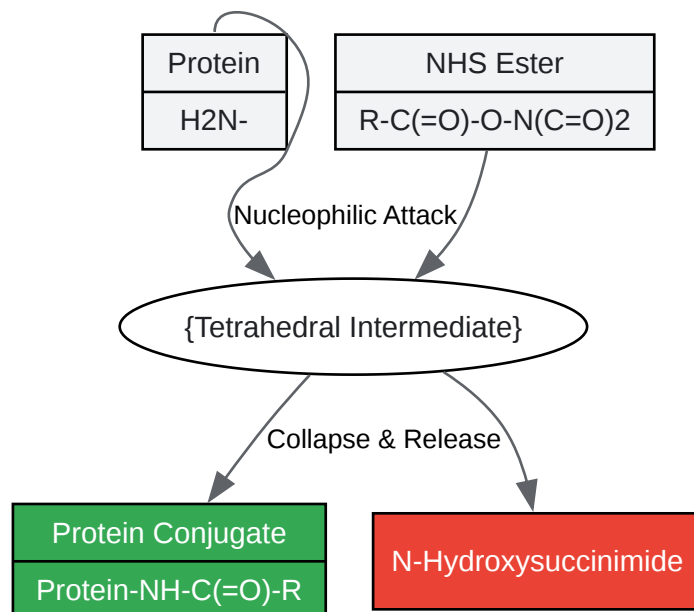 Protein
H2N-
NHS Ester
R-C(=O)-O-N(C=O)2
Nucleophilic Attack
{Tetrahedral Intermediate}
Collapse & Release
Protein Conjugate
Protein-NH-C(=O)-R
N-Hydroxysuccinimide